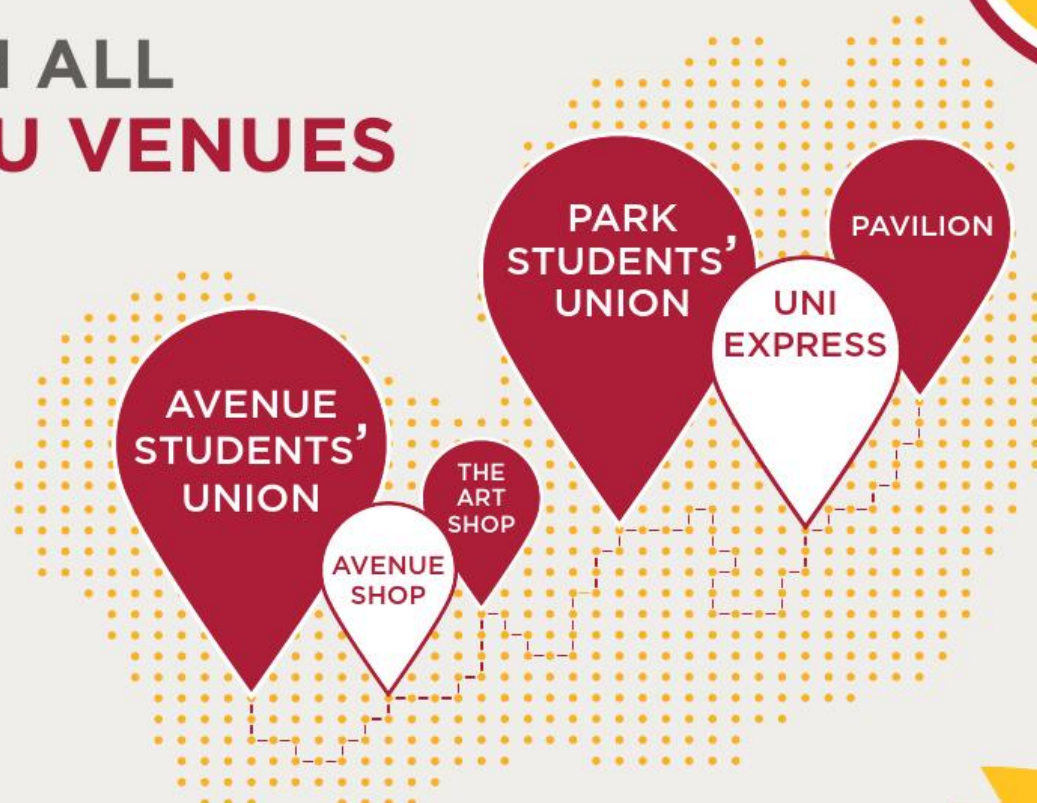 ALL
U VENUES
PARK
STUDENTS'
UNION
PAVILION
UNI
EXPRESS
AVENUE
STUDENTS'
UNION
THE
ART
SHOP
AVENUE
SHOP